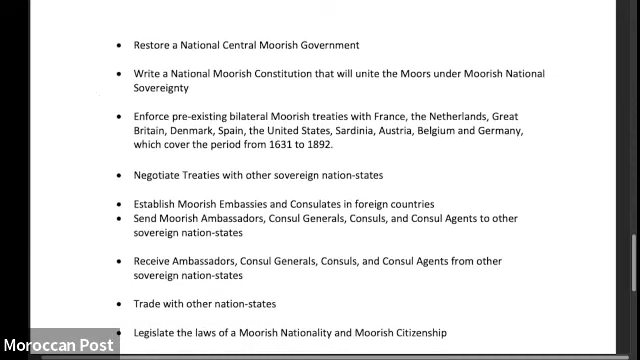 • Restore a National Central Moorish Government
• Write a National Moorish Constitution that will unite the Moors under Moorish National
Sovereignty
• Enforce pre-existing bilateral Moorish treaties with France, the Netherlands, Great
Britain, Denmark, Spain, the United States, Sardinia, Austria, Belgium and Germany,
which cover the period from 1631 to 1892.
• Negotiate Treaties with other sovereign nation-states
• Establish Moorish Embassies and Consulates in foreign countries
• Send Moorish Ambassadors, Consul Generals, Consuls, and Consul Agents to other
sovereign nation-states
• Receive Ambassadors, Consul Generals, Consuls, and Consul Agents from other
sovereign nation-states
• Trade with other nation-states
• Legislate the laws of a Moorish Nationality and Moorish Citizenship
Moroccan Post